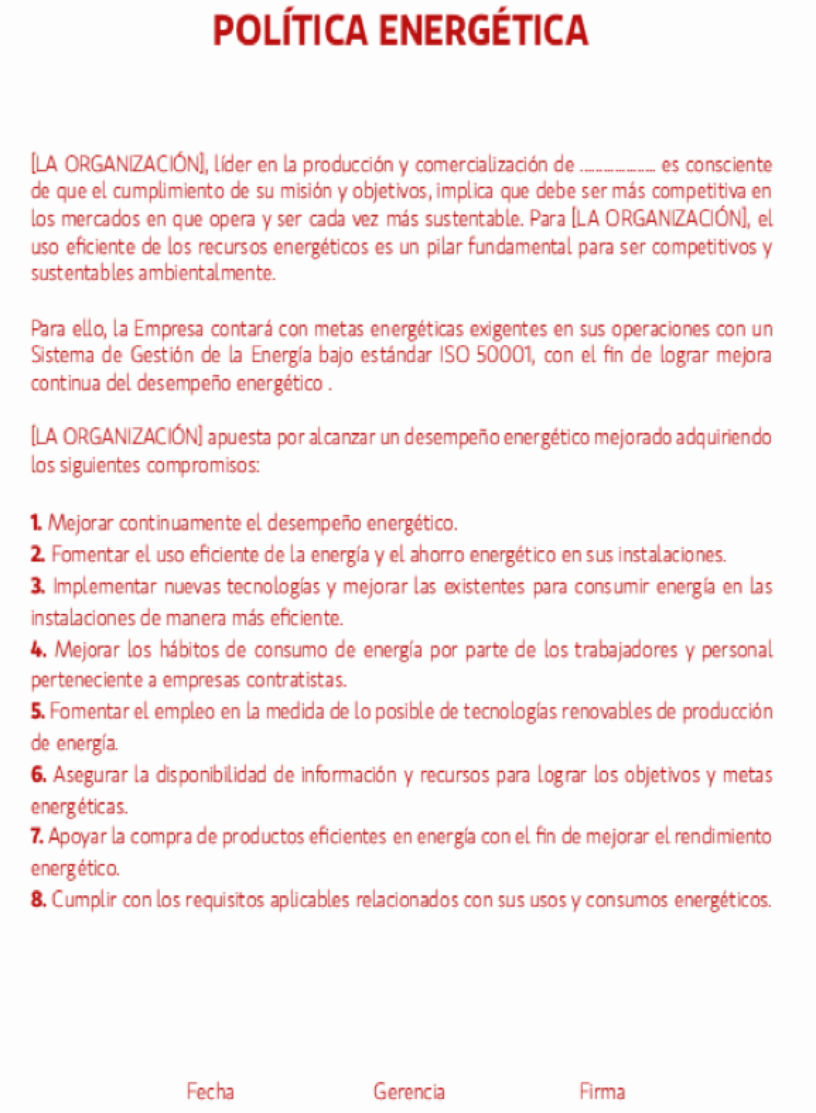 POLÍTICA ENERGÉTICA
[LA ORGANIZACIÓN], líder en la producción y comercialización de .................... es consciente
de que el cumplimiento de su misión y objetivos, implica que debe ser más competitiva en
los mercados en que opera y ser cada vez más sustentable. Para [LA ORGANIZACIÓN], el
uso eficiente de los recursos energéticos es un pilar fundamental para ser competitivos y
sustentables ambientalmente.
Para ello, la Empresa contará con metas energéticas exigentes en sus operaciones con un
Sistema de Gestión de la Energía bajo estándar ISO 50001, con el fin de lograr mejora
continua del desempeño energético .
[LA ORGANIZACIÓN] apuesta por alcanzar un desempeño energético mejorado adquiriendo
los siguientes compromisos:
1. Mejorar continuamente el desempeño energético.
2. Fomentar el uso eficiente de la energía y el ahorro energético en sus instalaciones.
3. Implementar nuevas tecnologías y mejorar las existentes para consumir energía en las
instalaciones de manera más eficiente.
4. Mejorar los hábitos de consumo de energía por parte de los trabajadores y personal
perteneciente a empresas contratistas.
5. Fomentar el empleo en la medida de lo posible de tecnologías renovables de producción
de energía.
6. Asegurar la disponibilidad de información y recursos para lograr los objetivos y metas
energéticas.
7. Apoyar la compra de productos eficientes en energía con el fin de mejorar el rendimiento
energético.
8. Cumplir con los requisitos aplicables relacionados con sus usos y consumos energéticos.
Fecha Gerencia Firma